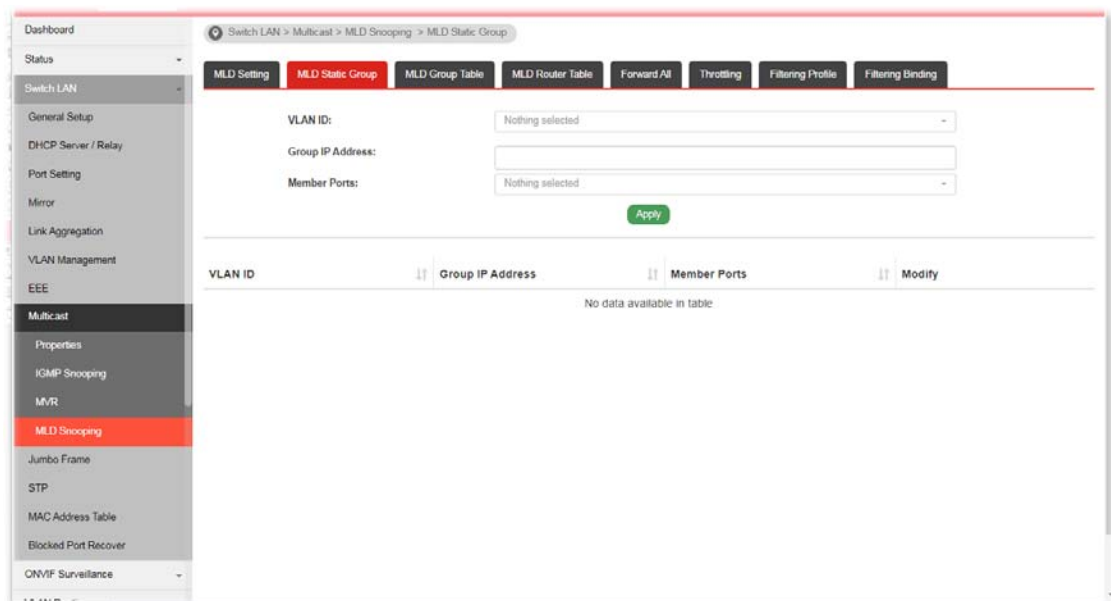 Dashboard
Status
Switch LAN
General Setup
DHCP Server / Relay
Port Setting
Mirror
Link Aggregation
VLAN Management
EEE
Multicast
Properties
IGMP Snooping
MVR
MLD Snooping
Jumbo Frame
STP
MAC Address Table
Blocked Port Recover
ONVIF Surveillance
Switch LAN > Multicast > MLD Snooping > MLD Static Group
MLD Setting MLD Static Group MLD Group Table MLD Router Table Forward All Throttling Filtering Profile Filtering Binding
VLAN ID: Nothing selected
Group IP Address:
Member Ports: Nothing selected
Apply
VLAN ID Group IP Address Member Ports Modify
No data available in table